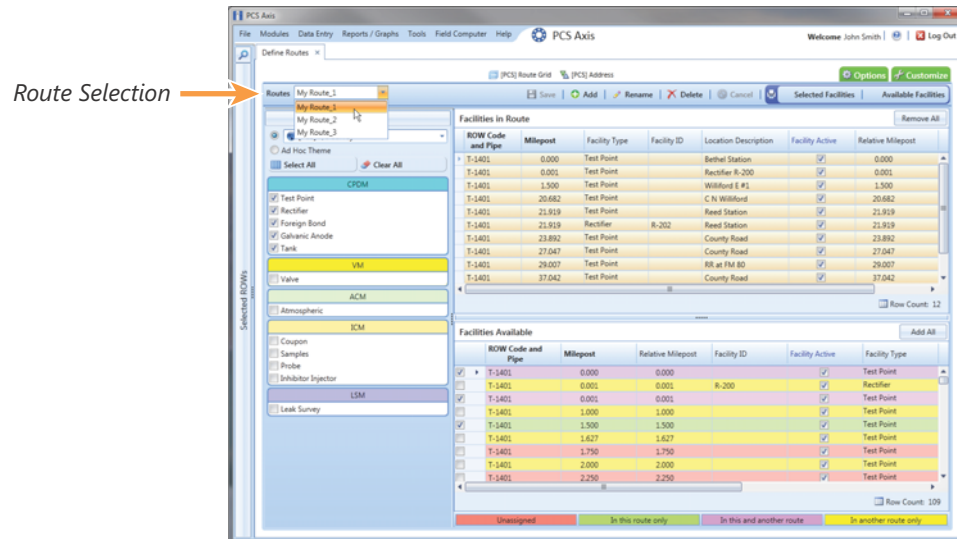 PCS Axis
File Modules Data Entry Reports / Graphs Tools Field Computer Help PCS Axis Welcome John Smith Log Out
Define Routes ×
[PCS] Route Grid [PCS] Address Options Customize
Route Selection
Routes My Route_1 Save Add Rename Delete Cancel Selected Facilities Available Facilities
My Route_1
My Route_2
My Route_3
Ad Hoc Theme
Select All Clear All
CPDM
Test Point
Rectifier
Foreign Bond
Galvanic Anode
Tank
VM
Valve
ACM
Atmospheric
ICM
Coupon
Samples
Probe
Inhibitor Injector
LSM
Leak Survey
Selected ROWs
Facilities in Route Remove All
ROW Code and Pipe Milepost Facility Type Facility ID Location Description Facility Active Relative Milepost
T-1401 0.000 Test Point Bethel Station 0.000
T-1401 0.001 Test Point Rectifier R-200 0.001
T-1401 1.500 Test Point Williford E #1 1.500
T-1401 20.682 Test Point C N Williford 20.682
T-1401 21.919 Test Point Reed Station 21.919
T-1401 21.919 Rectifier R-202 Reed Station 21.919
T-1401 23.892 Test Point County Road 23.892
T-1401 27.047 Test Point County Road 27.047
T-1401 29.007 Test Point RR at FM 80 29.007
T-1401 37.042 Test Point County Road 37.042
Row Count: 12
Facilities Available Add All
ROW Code and Pipe Milepost Relative Milepost Facility ID Facility Active Facility Type
T-1401 0.000 0.000 Test Point
T-1401 0.001 0.001 R-200 Rectifier
T-1401 0.001 0.001 Test Point
T-1401 1.000 1.000 Test Point
T-1401 1.500 1.500 Test Point
T-1401 1.627 1.627 Test Point
T-1401 1.750 1.750 Test Point
T-1401 2.000 2.000 Test Point
T-1401 2.250 2.250 Test Point
Row Count: 109
Unassigned In this route only In this and another route In another route only